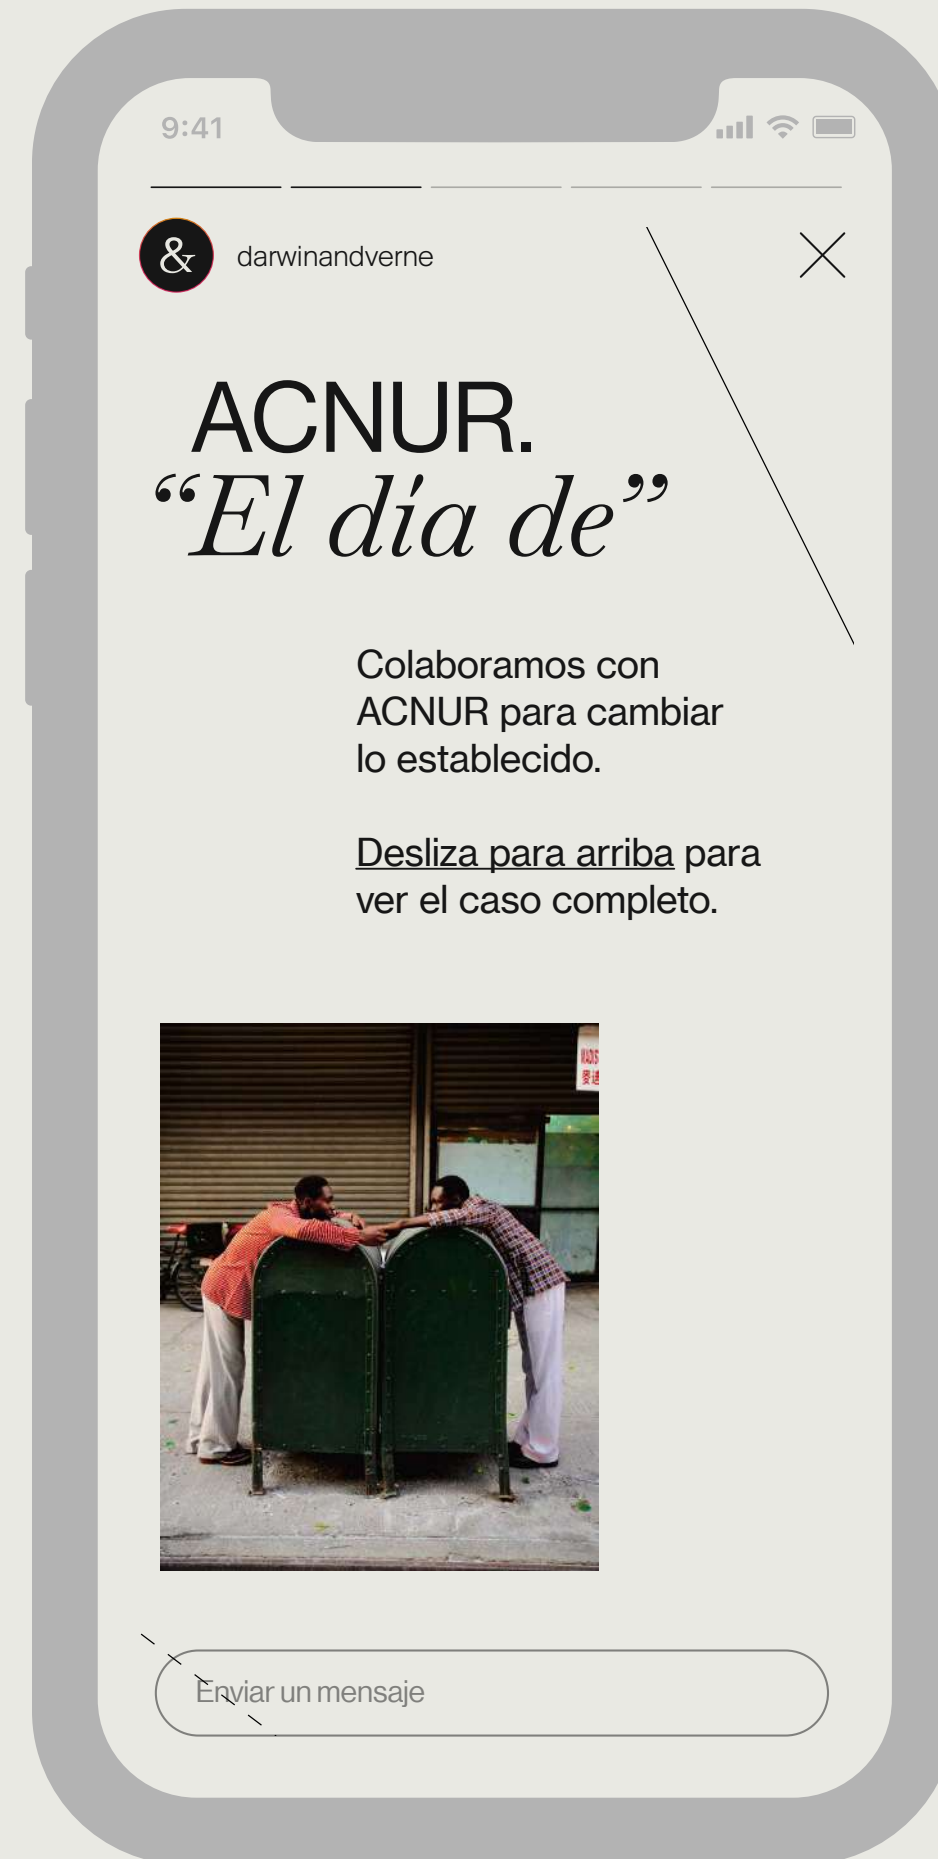 9:41
&
darwinandverne
ACNUR.
“El día de”
Colaboramos con
ACNUR para cambiar
lo establecido.
Desliza para arriba para
ver el caso completo.
Enviar un mensaje